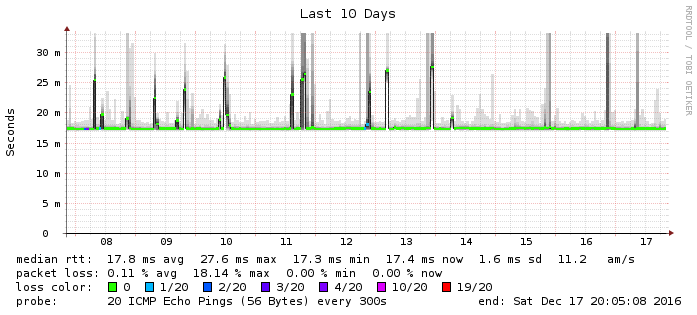 Last 10 Days
RRDTOOL / TOBI OETIKER
Seconds
30 m
25 m
20 m
15 m
10 m
5 m
0
08 09 10 11 12 13 14 15 16 17
median rtt: 17.8 ms avg 27.6 ms max 17.3 ms min 17.4 ms now 1.6 ms sd 11.2 am/s
packet loss: 0.11 % avg 18.14 % max 0.00 % min 0.00 % now
loss color: 0 1/20 2/20 3/20 4/20 10/20 19/20
probe: 20 ICMP Echo Pings (56 Bytes) every 300s end: Sat Dec 17 20:05:08 2016